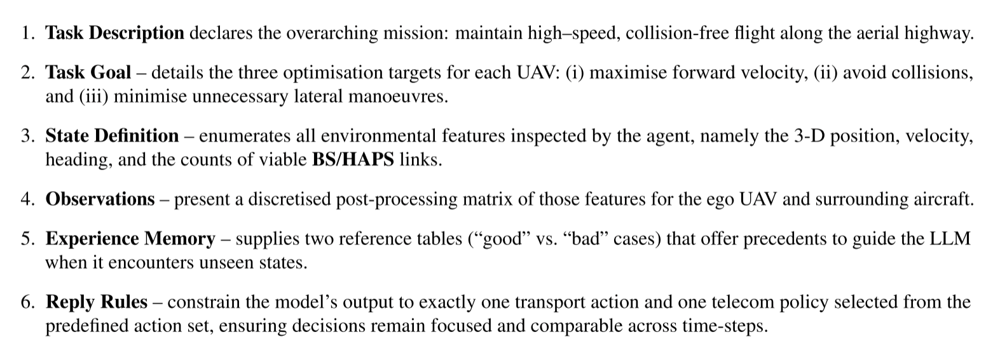 1. Task Description declares the overarching mission: maintain high–speed, collision-free flight along the aerial highway.
2. Task Goal – details the three optimisation targets for each UAV: (i) maximise forward velocity, (ii) avoid collisions,
and (iii) minimise unnecessary lateral manoeuvres.
3. State Definition – enumerates all environmental features inspected by the agent, namely the 3-D position, velocity,
heading, and the counts of viable BS/HAPS links.
4. Observations – present a discretised post-processing matrix of those features for the ego UAV and surrounding aircraft.
5. Experience Memory – supplies two reference tables (“good” vs. “bad” cases) that offer precedents to guide the LLM
when it encounters unseen states.
6. Reply Rules – constrain the model’s output to exactly one transport action and one telecom policy selected from the
predefined action set, ensuring decisions remain focused and comparable across time-steps.